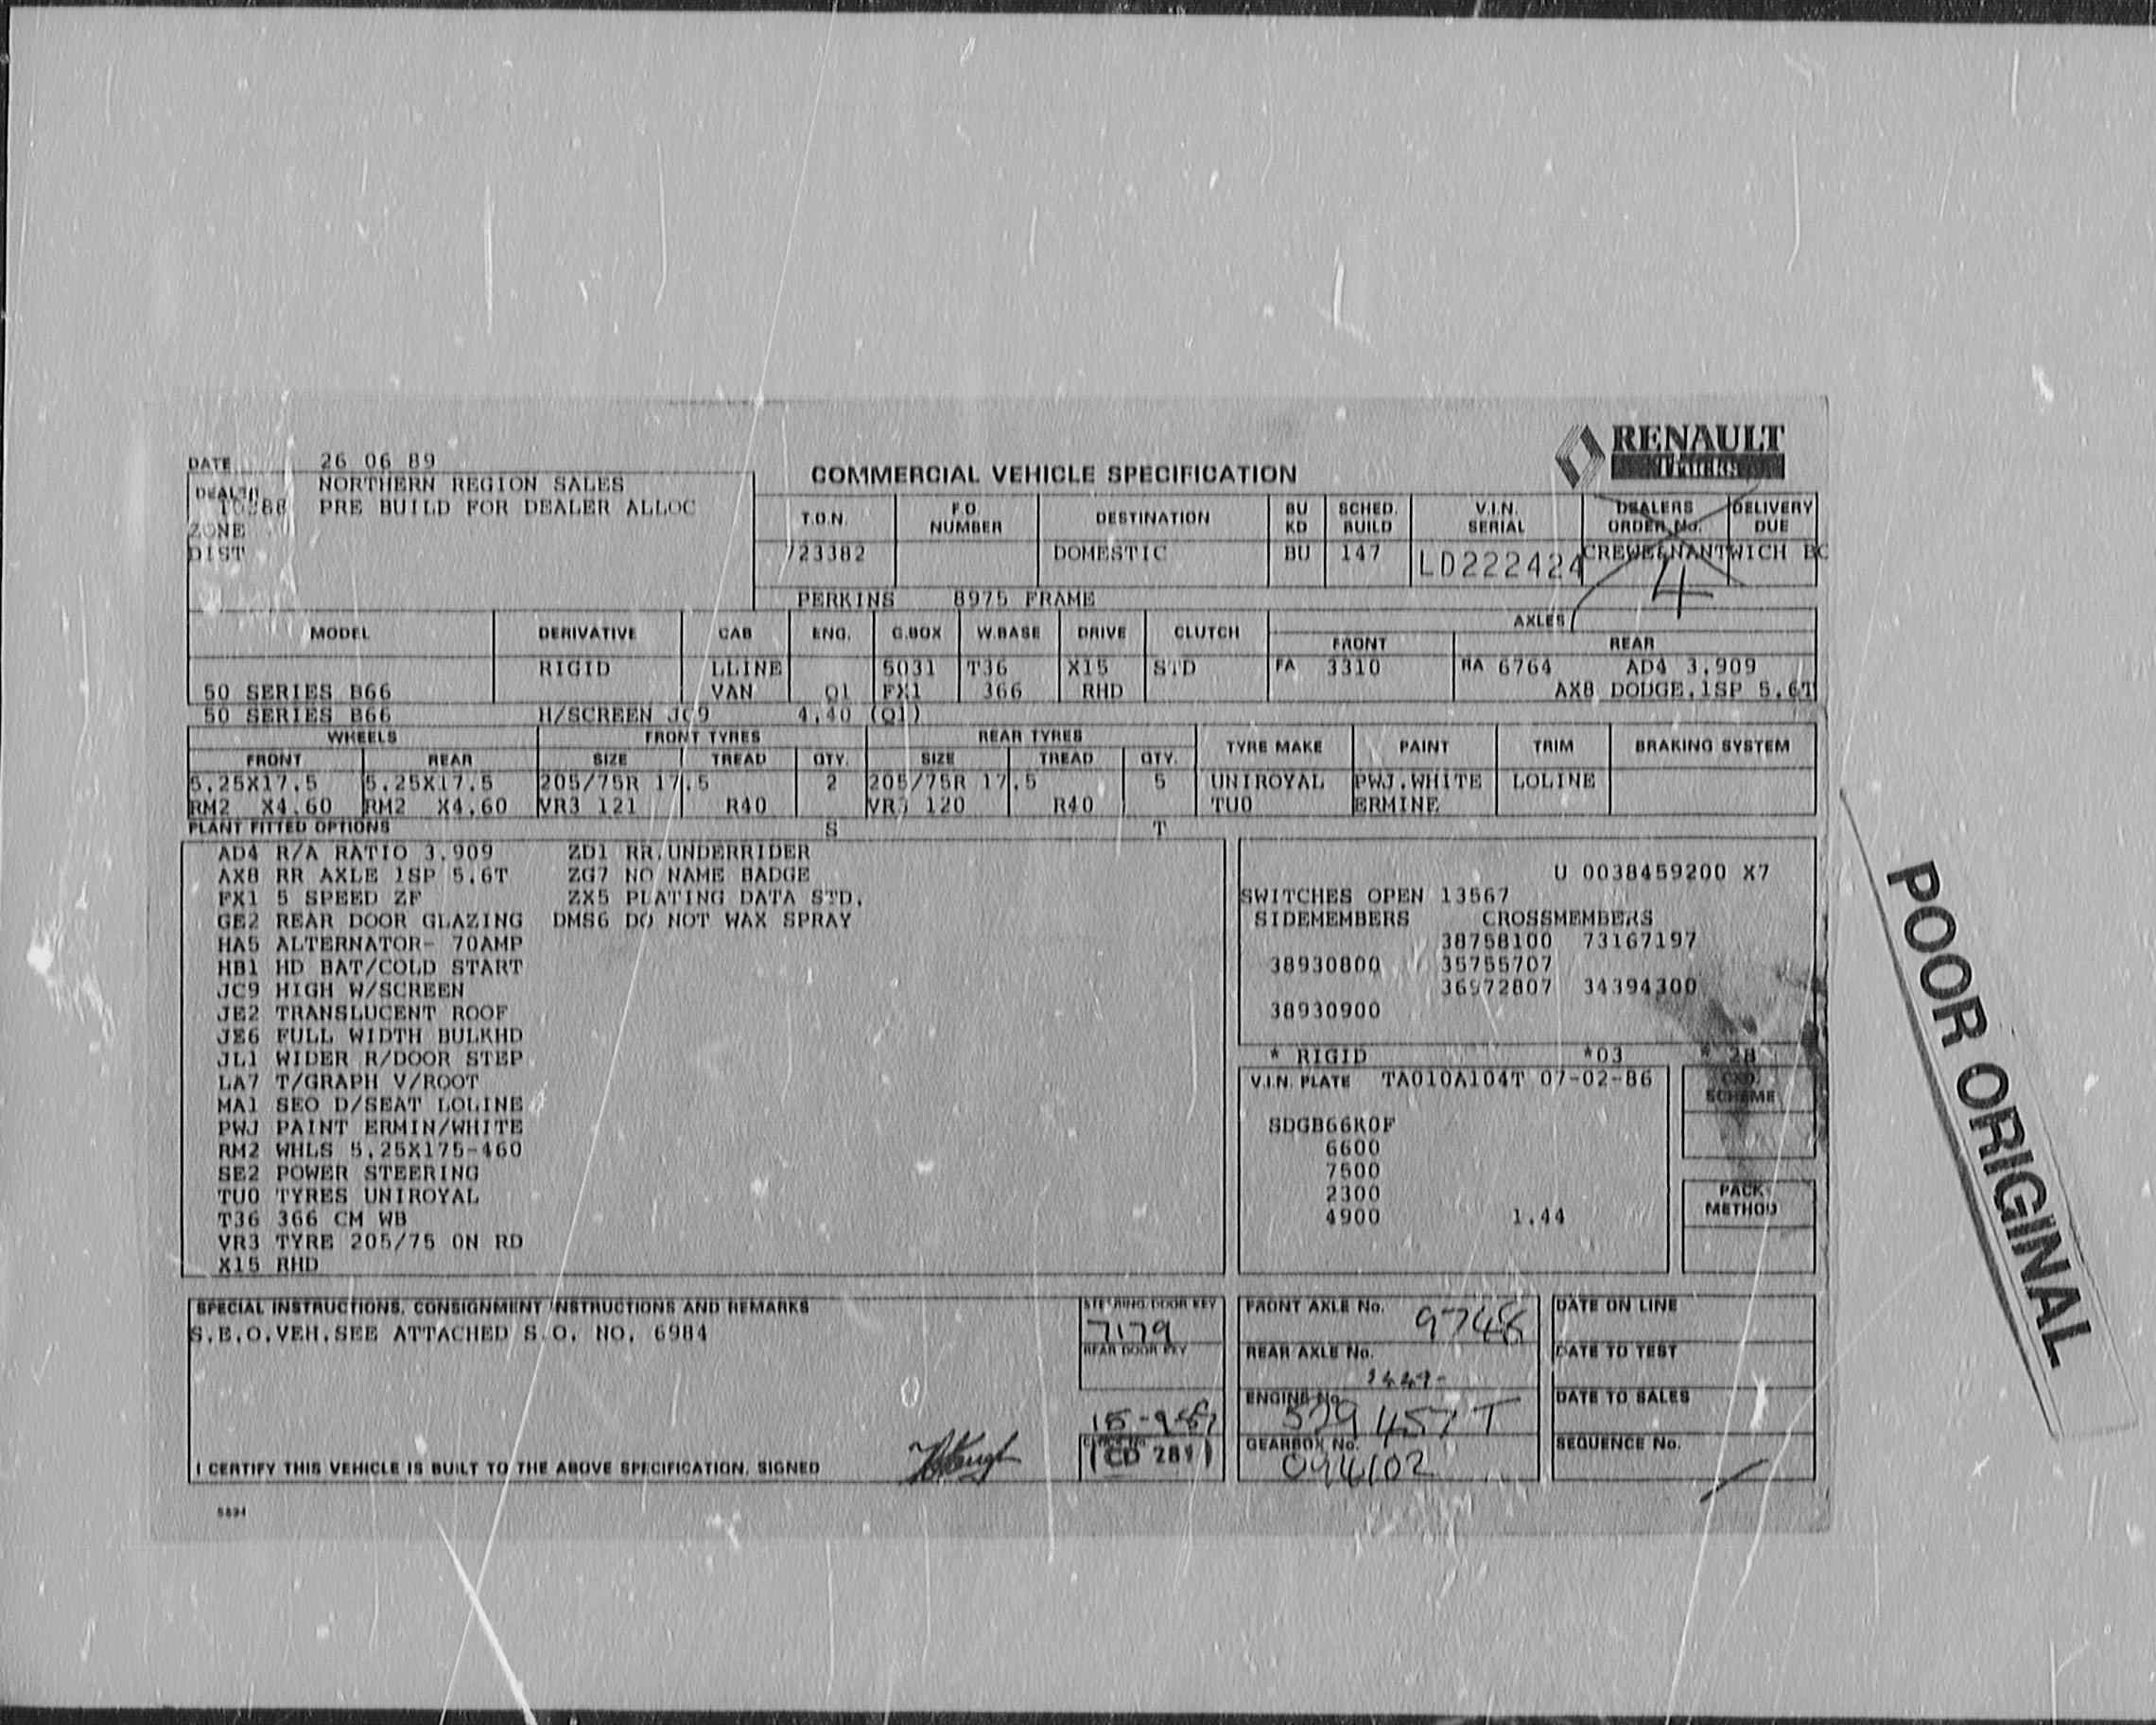 RENAULT
Trucks
DATE 26 06 89
COMMERCIAL VEHICLE SPECIFICATION
NORTHERN REGION SALES
PRE BUILD FOR DEALER ALLOC
ZONE
DIST
T.O.N. F.O. NUMBER DESTINATION BU KD SCHED. BUILD V.I.N. SERIAL DEALERS ORDER No. DELIVERY DUE
723382 DOMESTIC BU 147 LD222424 CREWE&NANTWICH BC
4
PERKINS 8975 FRAME
MODEL DERIVATIVE CAB ENG. G.BOX W.BASE DRIVE CLUTCH AXLES
FRONT REAR
RIGID LLINE 5031 T36 X15 STD FA 3310 RA 6764 AD4 3.909
50 SERIES B66 VAN Q1 FX1 366 RHD AX8 DODGE.1SP 5.6T
50 SERIES B66 H/SCREEN JC9 4.40 (Q1)
WHEELS FRONT TYRES REAR TYRES TYRE MAKE PAINT TRIM BRAKING SYSTEM
FRONT REAR SIZE TREAD QTY. SIZE TREAD QTY.
5.25X17.5 5.25X17.5 205/75R 17.5 2 205/75R 17.5 5 UNIROYAL PWJ.WHITE LOLINE
RM2 X4.60 RM2 X4.60 VR3 121 R40 VR3 120 R40 TU0 ERMINE
PLANT FITTED OPTIONS S T
AD4 R/A RATIO 3.909 ZD1 RR.UNDERRIDER
AX8 RR AXLE 1SP 5.6T ZG7 NO NAME BADGE
FX1 5 SPEED ZF ZX5 PLATING DATA STD.
GE2 REAR DOOR GLAZING DMS6 DO NOT WAX SPRAY
HA5 ALTERNATOR- 70AMP
HB1 HD BAT/COLD START
JC9 HIGH W/SCREEN
JE2 TRANSLUCENT ROOF
JE6 FULL WIDTH BULKHD
JL1 WIDER R/DOOR STEP
LA7 T/GRAPH V/ROOT
MA1 SEO D/SEAT LOLINE
PWJ PAINT ERMIN/WHITE
RM2 WHLS 5.25X175-460
SE2 POWER STEERING
TU0 TYRES UNIROYAL
T36 366 CM WB
VR3 TYRE 205/75 ON RD
X15 RHD
U 0038459200 X7
SWITCHES OPEN 13567
SIDEMEMBERS CROSSMEMBERS
38758100 73167197
38930800 35755707
36972807 34394300
38930900
* RIGID *03 * 28
V.I.N. PLATE TA010A104T 07-02-86
SCHEME
SDGB66R0F
6600
7500
2300
4900 1.44
PACK METHOD
SPECIAL INSTRUCTIONS, CONSIGNMENT INSTRUCTIONS AND REMARKS
S.E.O.VEH.SEE ATTACHED S.O. NO. 6984
STEERING/DOOR KEY
7179
REAR DOOR KEY
CD 289
FRONT AXLE No. 9748
REAR AXLE No.
ENGINE No.
GEARBOX No. 094102
DATE ON LINE
DATE TO TEST
DATE TO SALES
SEQUENCE No.
I CERTIFY THIS VEHICLE IS BUILT TO THE ABOVE SPECIFICATION. SIGNED
5894
POOR ORIGINAL